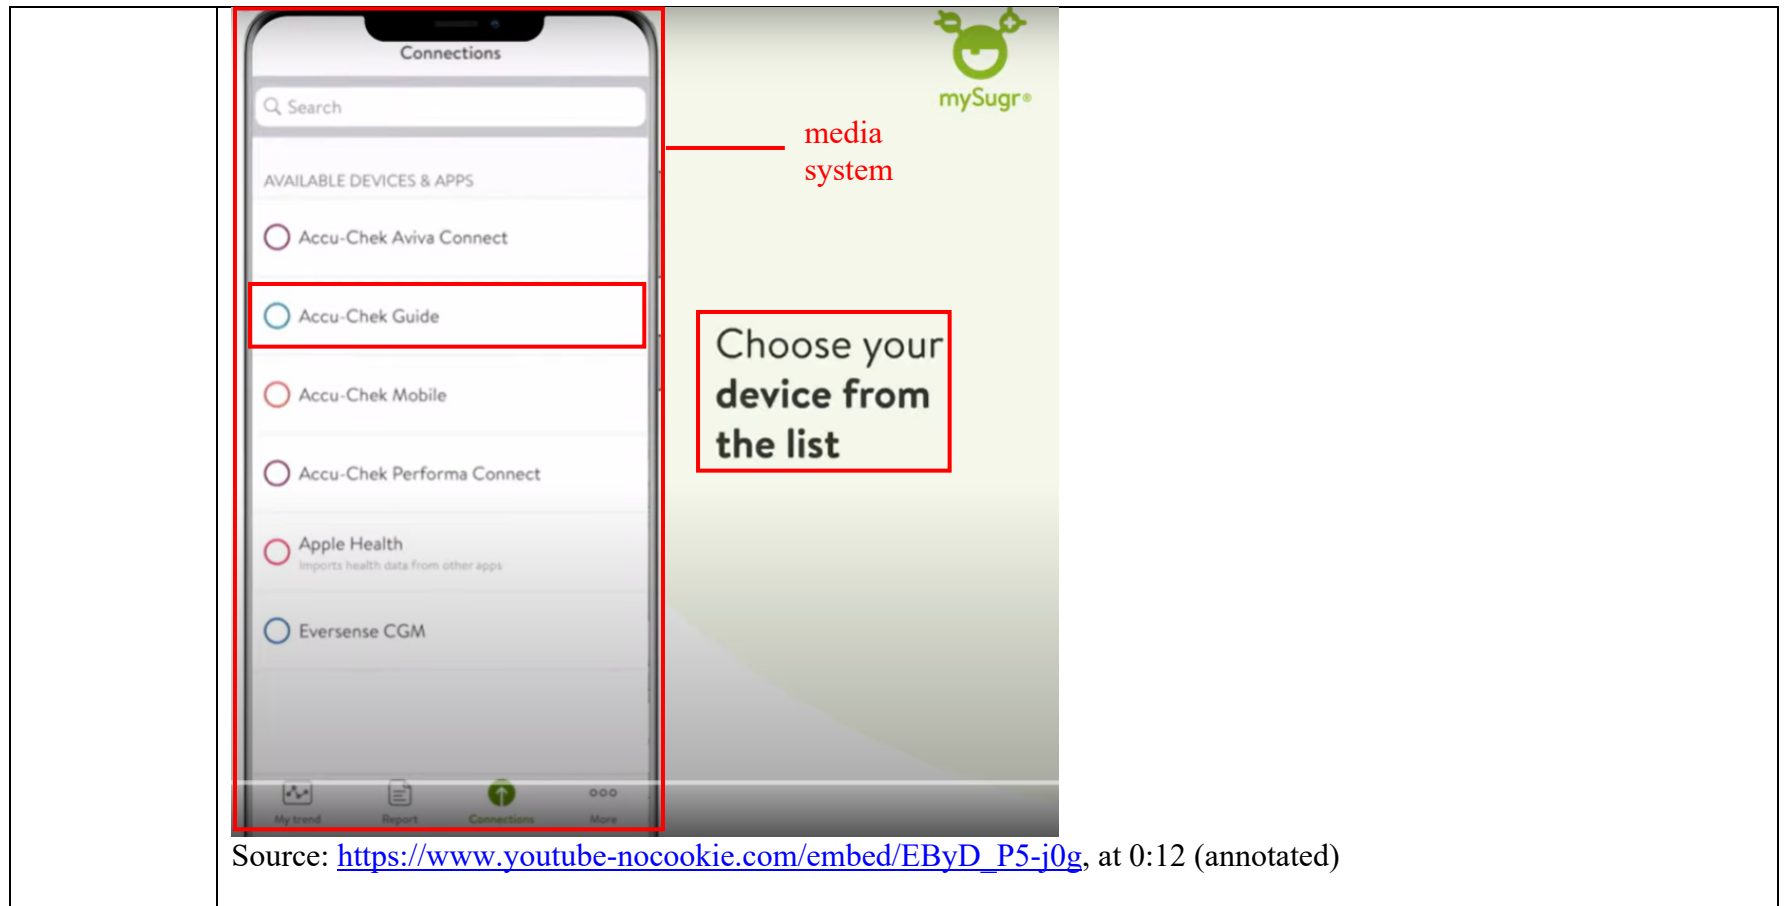 Connections
mySugr®
Search
media
system
AVAILABLE DEVICES & APPS
Accu-Chek Aviva Connect
Accu-Chek Guide
Choose your
device from
the list
Accu-Chek Mobile
Accu-Chek Performa Connect
Apple Health
Imports health data from other apps
Eversense CGM
My trend
Report
Connections
More
Source: https://www.youtube-nocookie.com/embed/EByD_P5-j0g, at 0:12 (annotated)